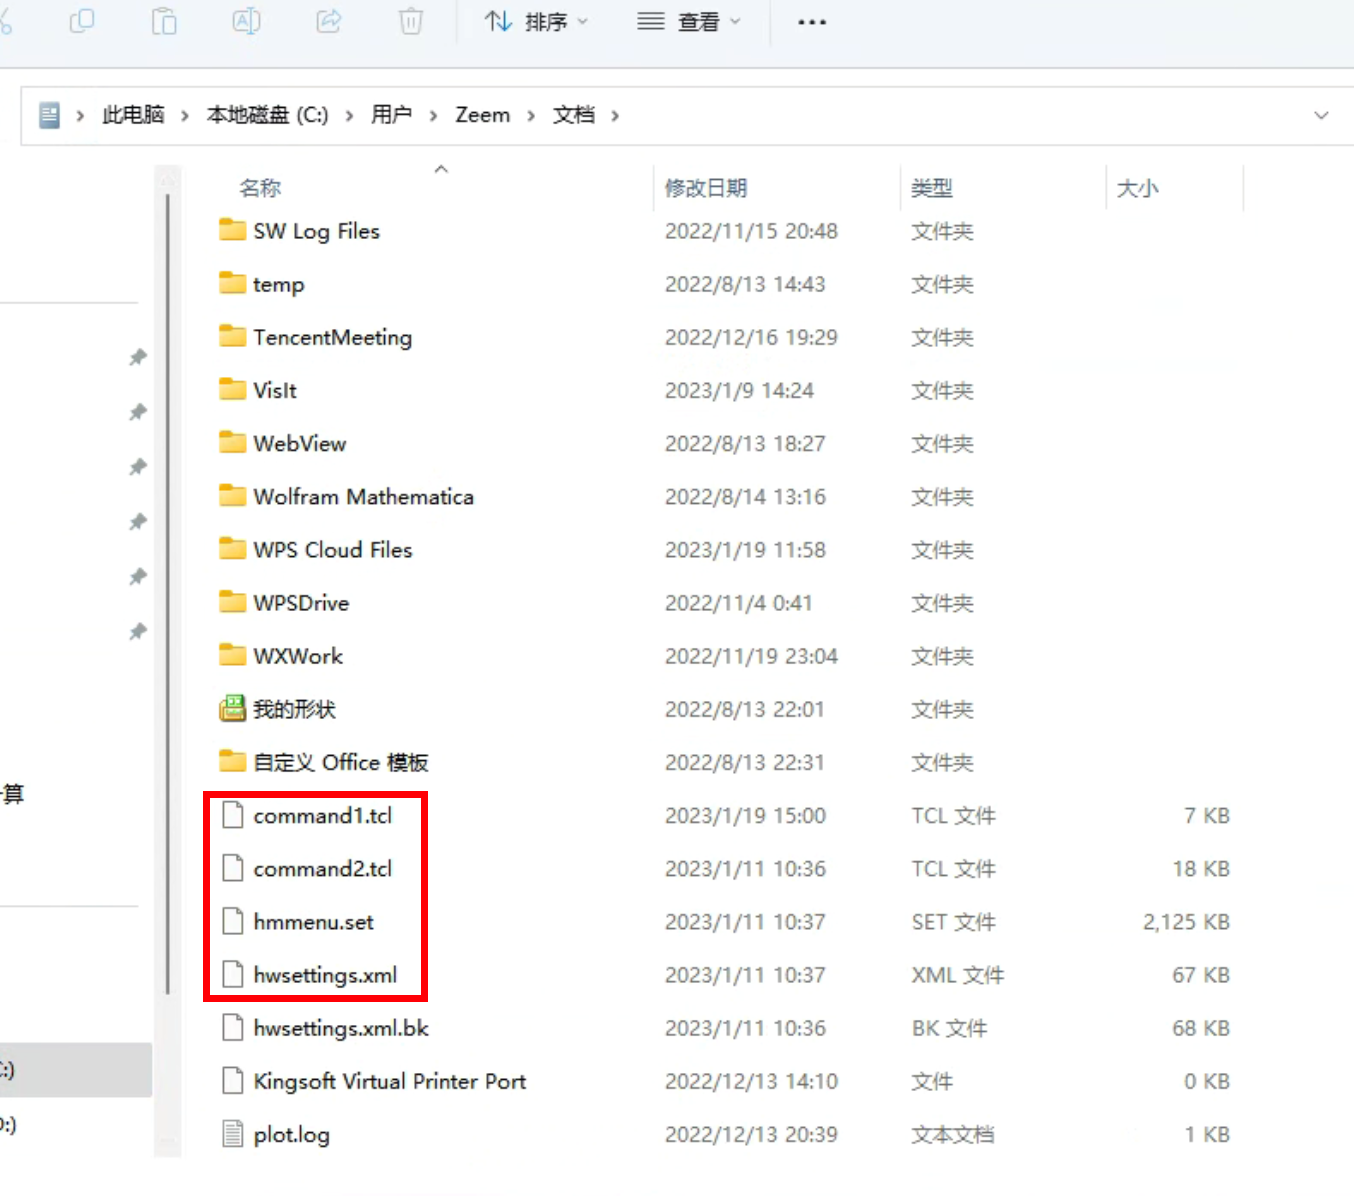 排序 查看
此电脑 > 本地磁盘 (C:) > 用户 > Zeem > 文档 >
名称 修改日期 类型 大小
SW Log Files 2022/11/15 20:48 文件夹
temp 2022/8/13 14:43 文件夹
TencentMeeting 2022/12/16 19:29 文件夹
VisIt 2023/1/9 14:24 文件夹
WebView 2022/8/13 18:27 文件夹
Wolfram Mathematica 2022/8/14 13:16 文件夹
WPS Cloud Files 2023/1/19 11:58 文件夹
WPSDrive 2022/11/4 0:41 文件夹
WXWork 2022/11/19 23:04 文件夹
我的形状 2022/8/13 22:01 文件夹
自定义 Office 模板 2022/8/13 22:31 文件夹
算
command1.tcl 2023/1/19 15:00 TCL 文件 7 KB
command2.tcl 2023/1/11 10:36 TCL 文件 18 KB
hmmenu.set 2023/1/11 10:37 SET 文件 2,125 KB
hwsettings.xml 2023/1/11 10:37 XML 文件 67 KB
hwsettings.xml.bk 2023/1/11 10:36 BK 文件 68 KB
:)
Kingsoft Virtual Printer Port 2022/12/13 14:10 文件 0 KB
:)
plot.log 2022/12/13 20:39 文本文档 1 KB